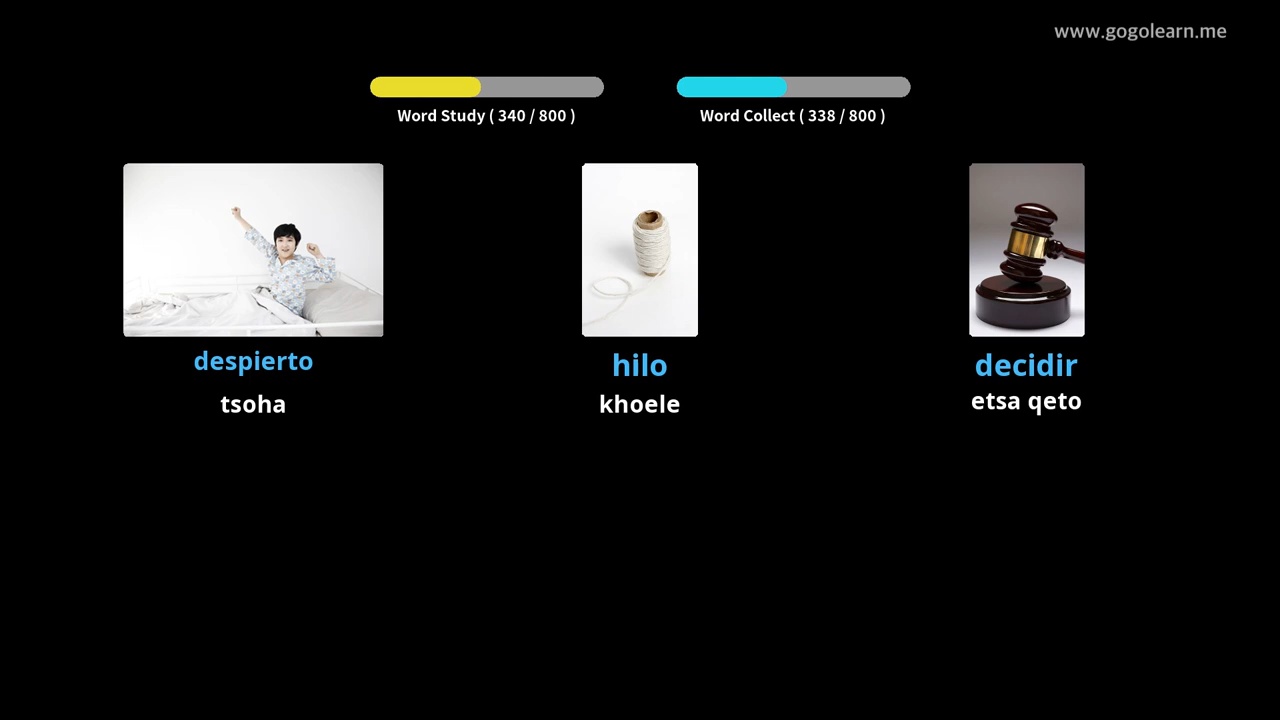 www.gogolearn.me
Word Study ( 340 / 800 )
Word Collect ( 338 / 800 )
despierto
tsoha
hilo
khoele
decidir
etsa qeto